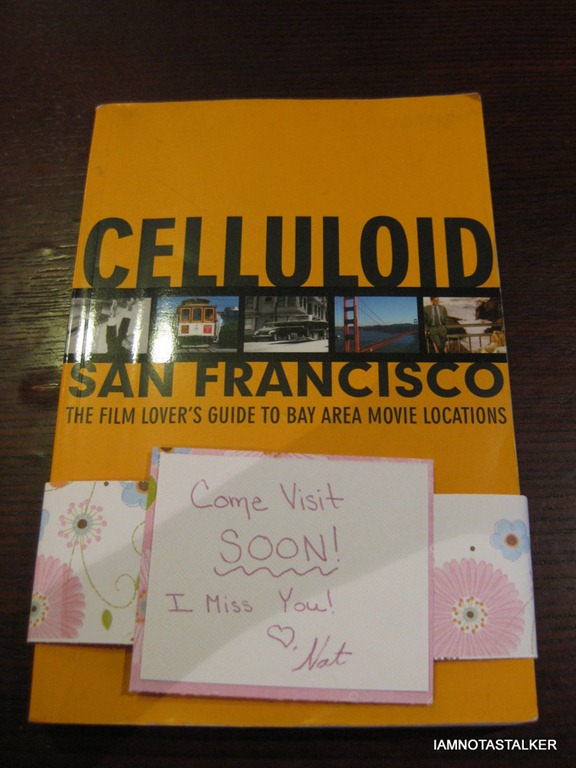 CELLULOID
SAN FRANCISCO
THE FILM LOVER'S GUIDE TO BAY AREA MOVIE LOCATIONS
Come Visit
SOON!
I Miss You!
♡, Nat
IAMNOTASTALKER